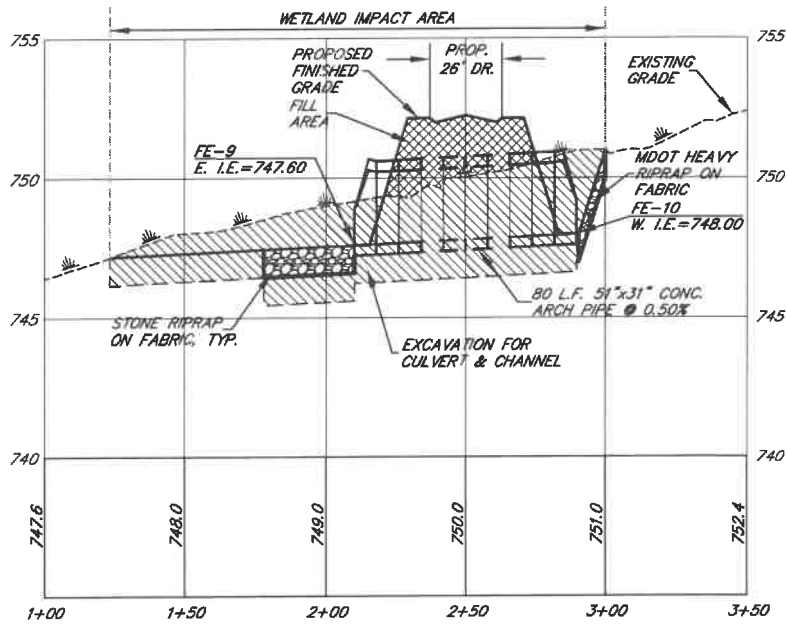 WETLAND IMPACT AREA
755
755
PROPOSED
FINISHED
GRADE
FILL
AREA
PROP.
26' DR.
EXISTING
GRADE
FE-9
E. I.E.=747.60
750
750
MDOT HEAVY
RIPRAP ON
FABRIC
FE-10
W. I.E.=748.00
745
745
STONE RIPRAP
ON FABRIC, TYP.
80 L.F. 51"x31" CONC.
ARCH PIPE @ 0.50%
EXCAVATION FOR
CULVERT & CHANNEL
740
740
747.6
748.0
749.0
750.0
751.0
752.4
1+00
1+50
2+00
2+50
3+00
3+50